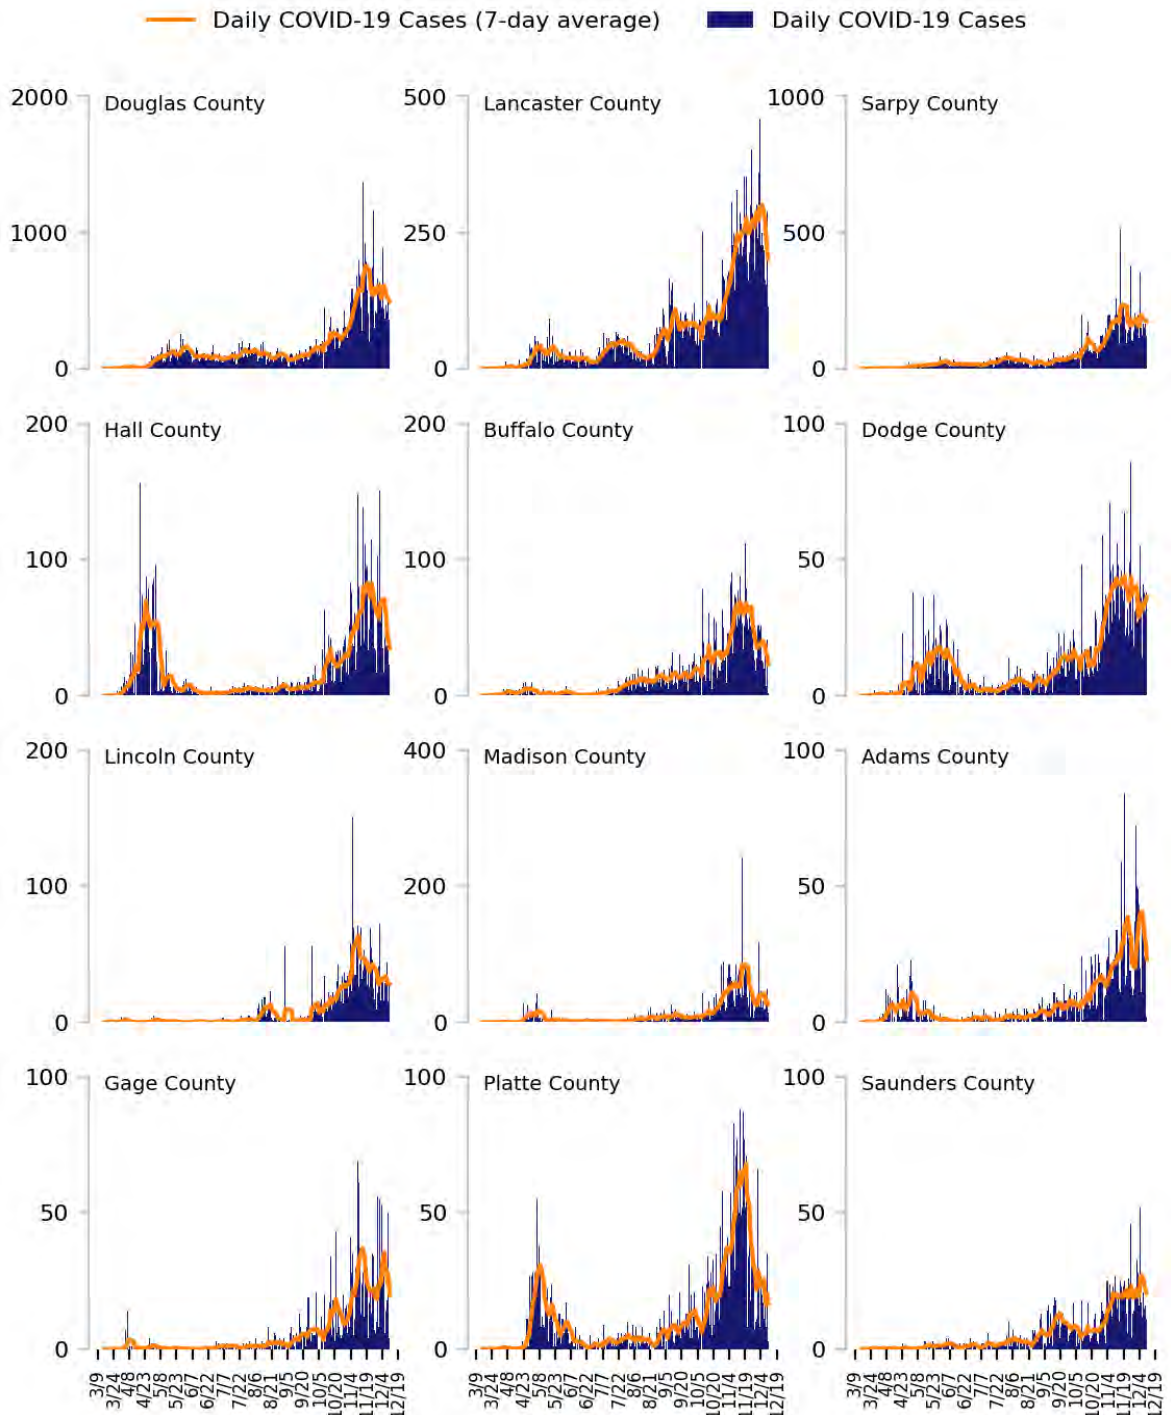 Daily COVID-19 Cases (7-day average) Daily COVID-19 Cases
2000 Douglas County 500 Lancaster County 1000 Sarpy County
1000 250 500
0 0 0
200 Hall County 200 Buffalo County 100 Dodge County
100 100 50
0 0 0
200 Lincoln County 400 Madison County 100 Adams County
100 200 50
0 0 0
100 Gage County 100 Platte County 100 Saunders County
50 50 50
0 0 0
3/9 3/24 4/8 4/23 5/8 5/23 6/7 6/22 7/7 7/22 8/6 8/21 9/5 9/20 10/5 10/20 11/4 11/19 12/4 12/19 3/9 3/24 4/8 4/23 5/8 5/23 6/7 6/22 7/7 7/22 8/6 8/21 9/5 9/20 10/5 10/20 11/4 11/19 12/4 12/19 3/9 3/24 4/8 4/23 5/8 5/23 6/7 6/22 7/7 7/22 8/6 8/21 9/5 9/20 10/5 10/20 11/4 11/19 12/4 12/19